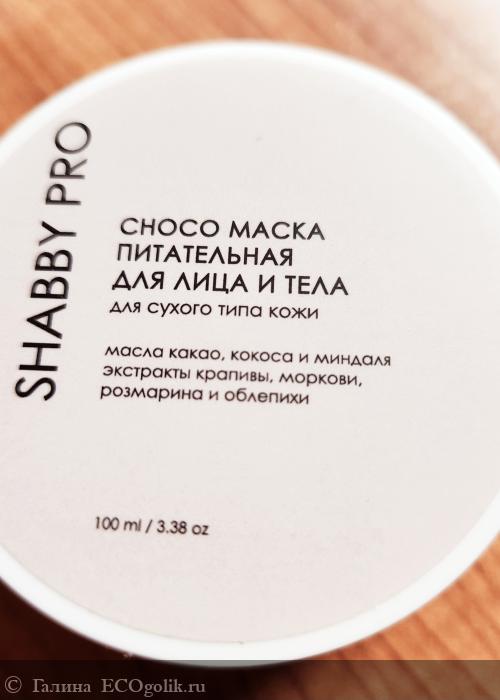 SHABBY PRO
CHOCO МАСКА
ПИТАТЕЛЬНАЯ
ДЛЯ ЛИЦА И ТЕЛА
для сухого типа кожи
масла какао, кокоса и миндаля
экстракты крапивы, моркови,
розмарина и облепихи
100 ml / 3.38 oz
© Галина ECOgolik.ru